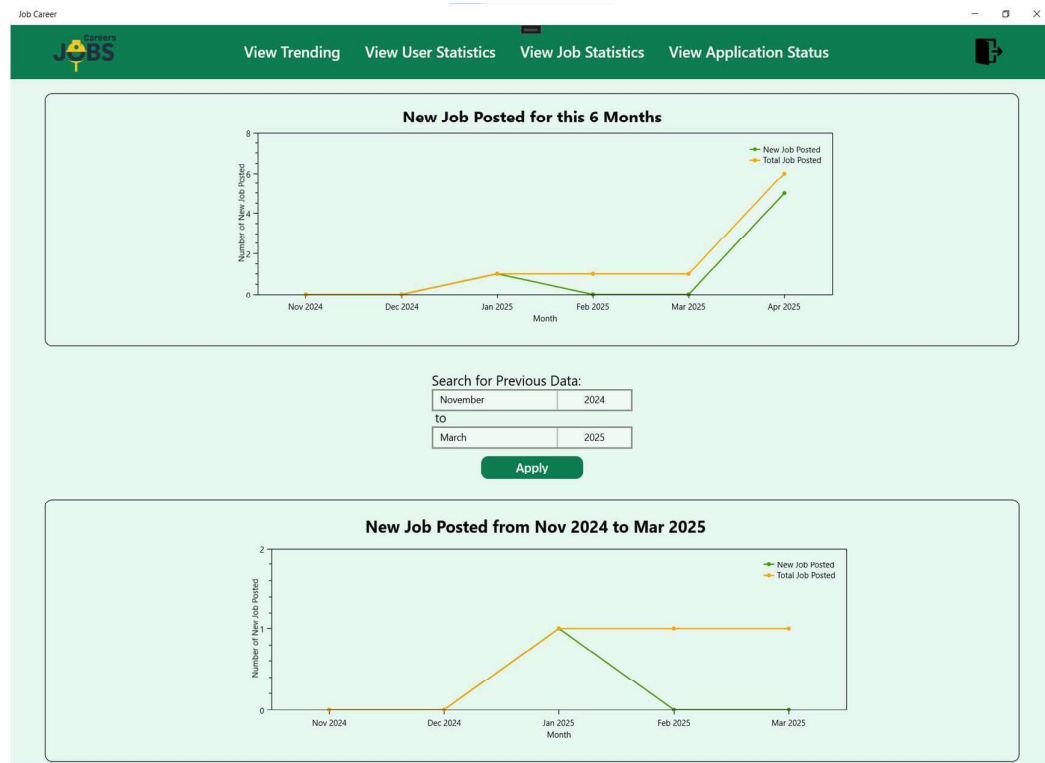 Job Career
Careers
JOBS
View Trending View User Statistics View Job Statistics View Application Status
New Job Posted for this 6 Months
8
6
4
2
0
Number of New Job Posted
New Job Posted
Total Job Posted
Nov 2024 Dec 2024 Jan 2025 Feb 2025 Mar 2025 Apr 2025
Month
Search for Previous Data:
November 2024
to
March 2025
Apply
New Job Posted from Nov 2024 to Mar 2025
2
1
0
Number of New Job Posted
New Job Posted
Total Job Posted
Nov 2024 Dec 2024 Jan 2025 Feb 2025 Mar 2025
Month